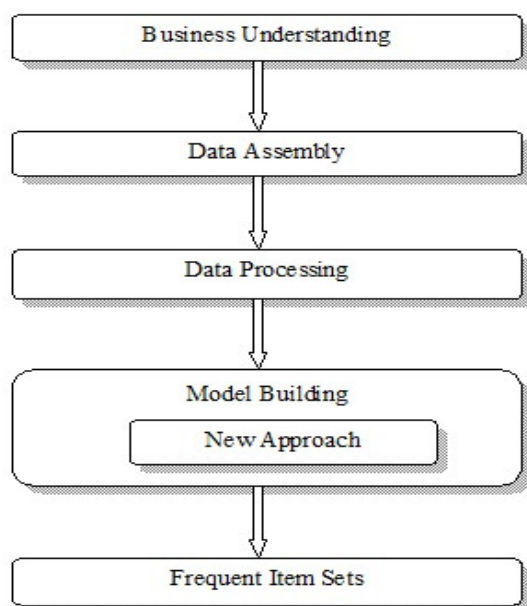 Business Understanding
Data Assembly
Data Processing
Model Building
New Approach
Frequent Item Sets